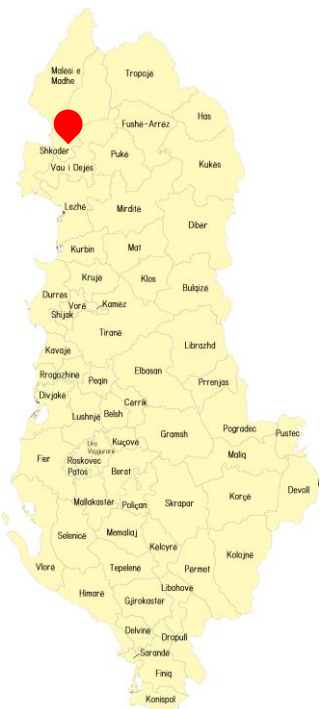 Malesi e
Madhe
Tropojë
Has
Fushë-Arrëz
Shkodër
Pukë
Kukës
Vau i Dejës
Lezhë
Mirditë
Dibër
Kurbin
Mat
Krujë
Klos
Bulqizë
Durrës
Vorë
Kamëz
Shijak
Tiranë
Librazhd
Kavajë
Elbasan
Rrogozhinë
Peqin
Prrenjas
Divjakë
Cërrik
Lushnjë
Belsh
Pogradec
Pustec
Gramsh
Ura
Vajgurorë
Kuçovë
Maliq
Fier
Roskovec
Patos
Berat
Devoll
Korçë
Mallakastër
Poliçan
Skrapar
Selenicë
Memaliaj
Këlcyrë
Kolojnë
Vlorë
Tepelenë
Përmet
Libohovë
Himarë
Gjirokastër
Delvinë
Dropull
Sarandë
Finiq
Konispol